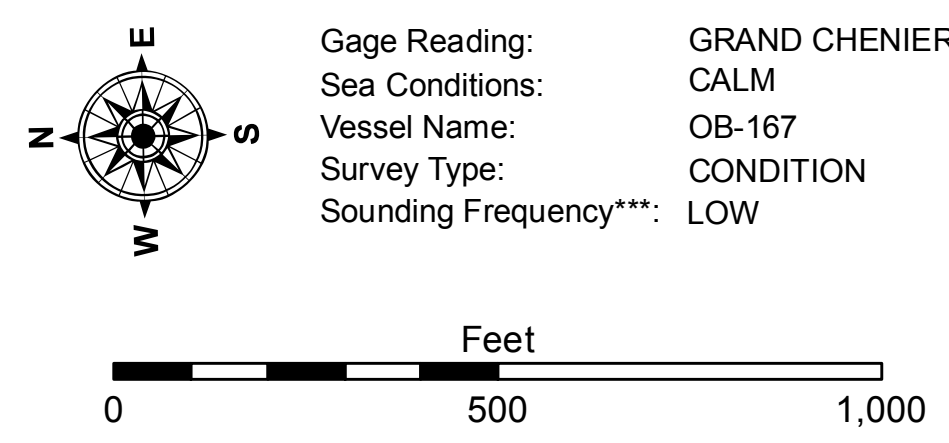 E
N
S
W
Gage Reading: GRAND CHENIER
Sea Conditions: CALM
Vessel Name: OB-167
Survey Type: CONDITION
Sounding Frequency***: LOW
Feet
0 500 1,000